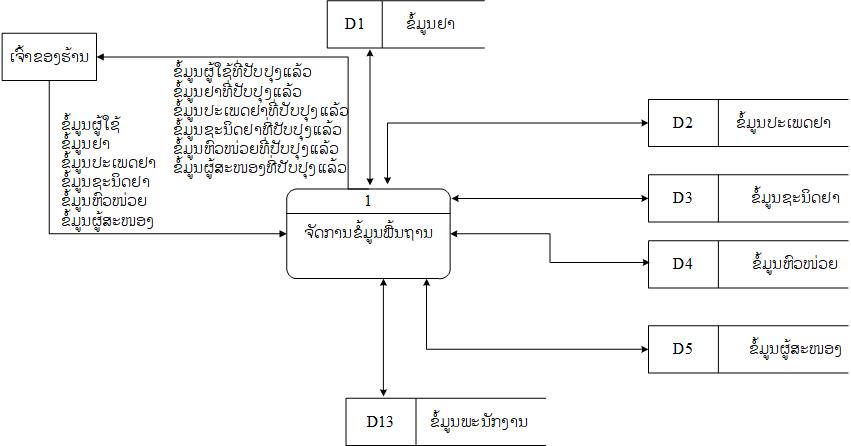 D1 ຂໍ້ມູນຢາ
ເຈົ້າຂອງຮ້ານ
ຂໍ້ມູນຜູ້ໃຊ້ທີ່ປັບປຸງແລ້ວ
ຂໍ້ມູນຢາທີ່ປັບປຸງແລ້ວ
ຂໍ້ມູນປະເພດຢາທີ່ປັບປຸງແລ້ວ
ຂໍ້ມູນຊະນິດຢາທີ່ປັບປຸງແລ້ວ
ຂໍ້ມູນຫົວໜ່ວຍທີ່ປັບປຸງແລ້ວ
ຂໍ້ມູນຜູ້ສະໜອງທີ່ປັບປຸງແລ້ວ
ຂໍ້ມູນຜູ້ໃຊ້
ຂໍ້ມູນຢາ
ຂໍ້ມູນປະເພດຢາ
ຂໍ້ມູນຊະນິດຢາ
ຂໍ້ມູນຫົວໜ່ວຍ
ຂໍ້ມູນຜູ້ສະໜອງ
D2 ຂໍ້ມູນປະເພດຢາ
1
ຈັດການຂໍ້ມູນພື້ນຖານ
D3 ຂໍ້ມູນຊະນິດຢາ
D4 ຂໍ້ມູນຫົວໜ່ວຍ
D5 ຂໍ້ມູນຜູ້ສະໜອງ
D13 ຂໍ້ມູນພະນັກງານ